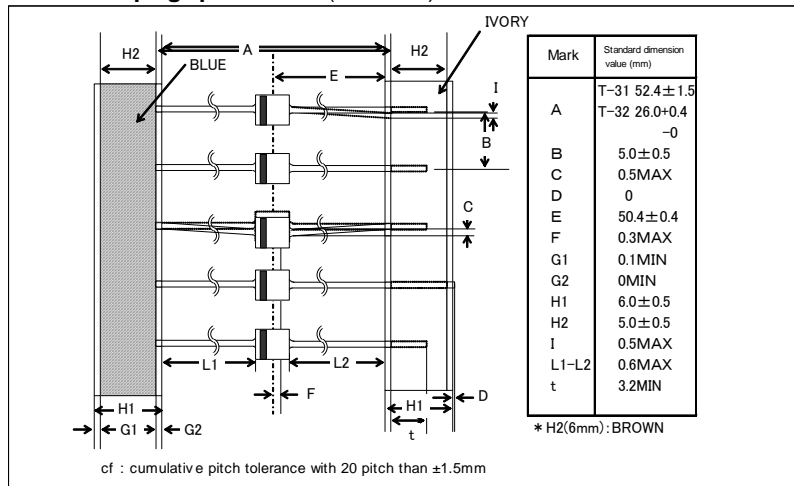 IVORY
H2
A
H2
BLUE
E
I
B
C
L1
L2
F
D
H1
H1
G1
G2
t
cf : cumulative pitch tolerance with 20 pitch than ±1.5mm
Mark Standard dimension
value (mm)
A T-31 52.4±1.5
T-32 26.0+0.4
-0
B 5.0±0.5
C 0.5MAX
D 0
E 50.4±0.4
F 0.3MAX
G1 0.1MIN
G2 0MIN
H1 6.0±0.5
H2 5.0±0.5
I 0.5MAX
L1-L2 0.6MAX
t 3.2MIN
* H2(6mm):BROWN